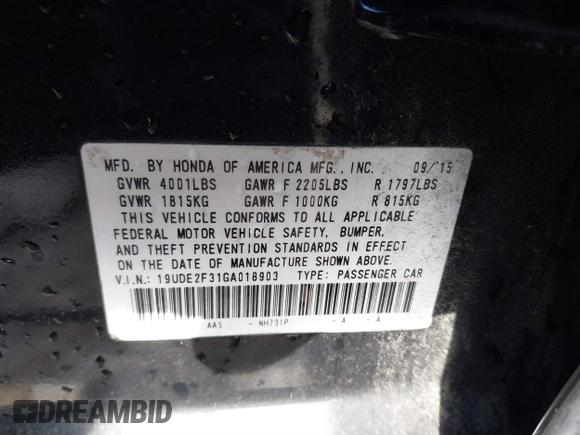 MFD. BY HONDA OF AMERICA MFG., INC. 09/'15
GVWR 4001LBS GAWR F 2205LBS R 1797LBS
GVWR 1815KG GAWR F 1000KG R 815KG
THIS VEHICLE CONFORMS TO ALL APPLICABLE
FEDERAL MOTOR VEHICLE SAFETY, BUMPER,
AND THEFT PREVENTION STANDARDS IN EFFECT
ON THE DATE OF MANUFACTURE SHOWN ABOVE.
V.I.N.: 19UDE2F31GA018903 TYPE: PASSENGER CAR
AA5 - NH731P - A - A
DREAMBID